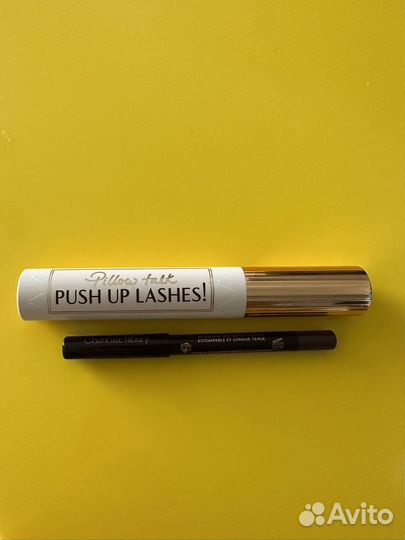 Pillow talk
PUSH UP LASHES!
Charlotte Tilbury
ESTOMPABLE ET LONGUE TENUE
Avito